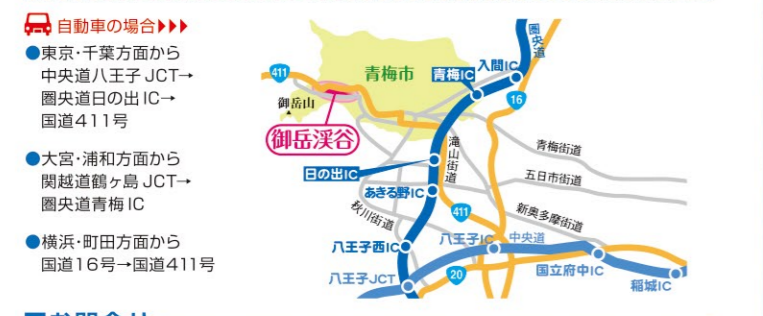 自動車の場合▶▶▶
●東京・千葉方面から
中央道八王子JCT→
圏央道日の出IC→
国道411号
●大宮・浦和方面から
関越道鶴ヶ島JCT→
圏央道青梅IC
●横浜・町田方面から
国道16号→国道411号
圏央道
入間IC
青梅IC
青梅市
411
御岳山
16
御岳渓谷
滝山街道
青梅街道
日の出IC
五日市街道
あきる野IC
秋川街道
411
新奥多摩街道
八王子西IC
八王子IC
中央道
国立府中IC
八王子JCT
20
稲城IC